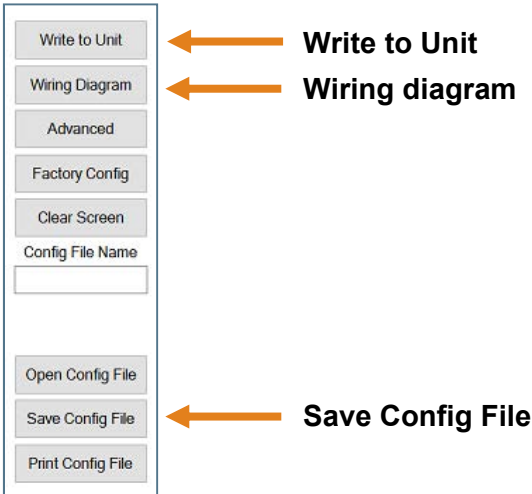 Write to Unit
Write to Unit
Wiring Diagram
Wiring diagram
Advanced
Factory Config
Clear Screen
Config File Name
Open Config File
Save Config File
Save Config File
Print Config File